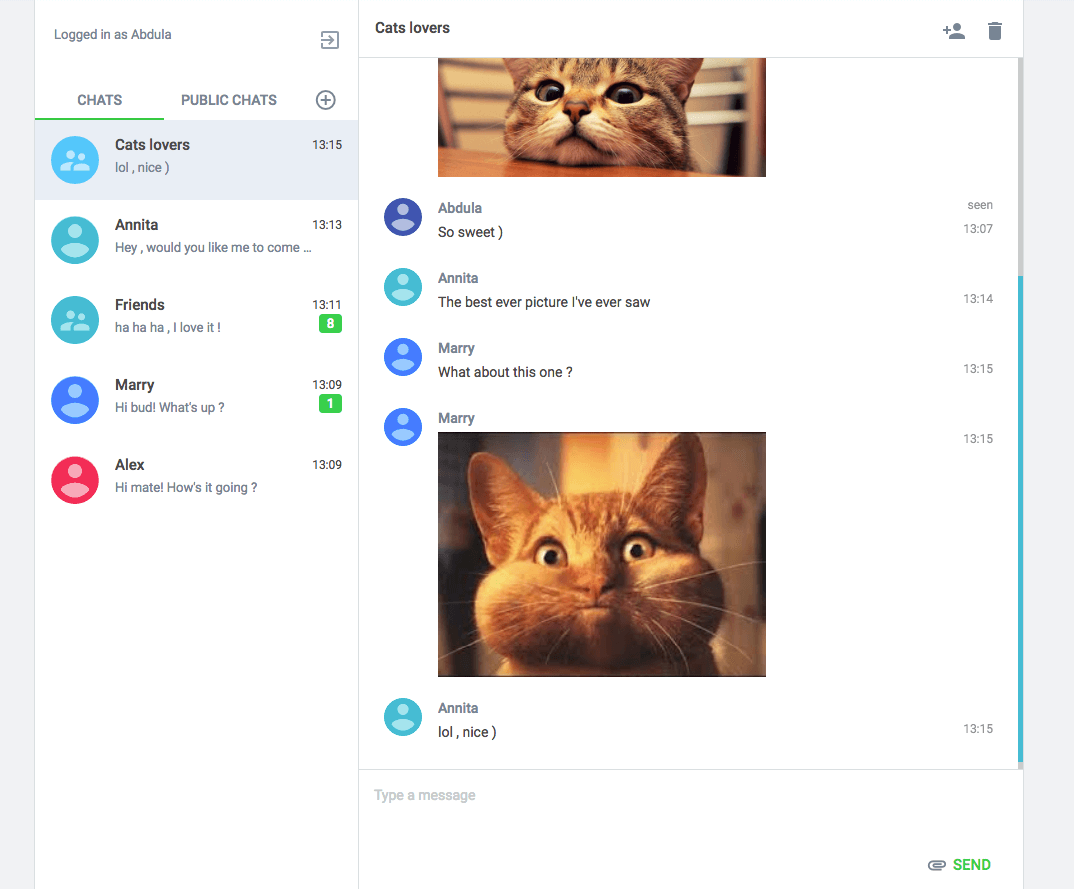 Logged in as Abdula
CHATS
PUBLIC CHATS
Cats lovers
13:15
lol , nice )
Annita
13:13
Hey , would you like me to come ...
Friends
13:11
ha ha ha , I love it !
8
Marry
13:09
Hi bud! What's up ?
1
Alex
13:09
Hi mate! How's it going ?
Cats lovers
Abdula
seen
So sweet )
13:07
Annita
The best ever picture I've ever saw
13:14
Marry
What about this one ?
13:15
Marry
13:15
Annita
lol , nice )
13:15
Type a message
SEND